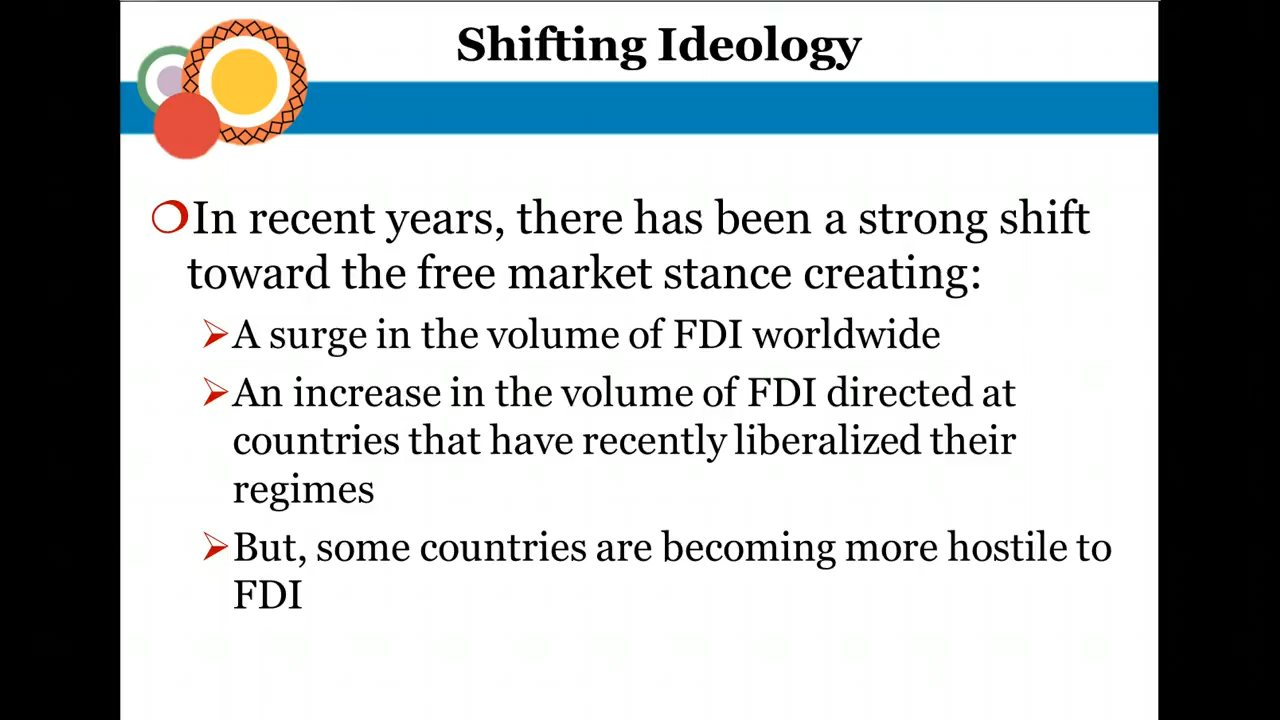 Shifting Ideology
In recent years, there has been a strong shift
toward the free market stance creating:
A surge in the volume of FDI worldwide
An increase in the volume of FDI directed at
countries that have recently liberalized their
regimes
But, some countries are becoming more hostile to
FDI